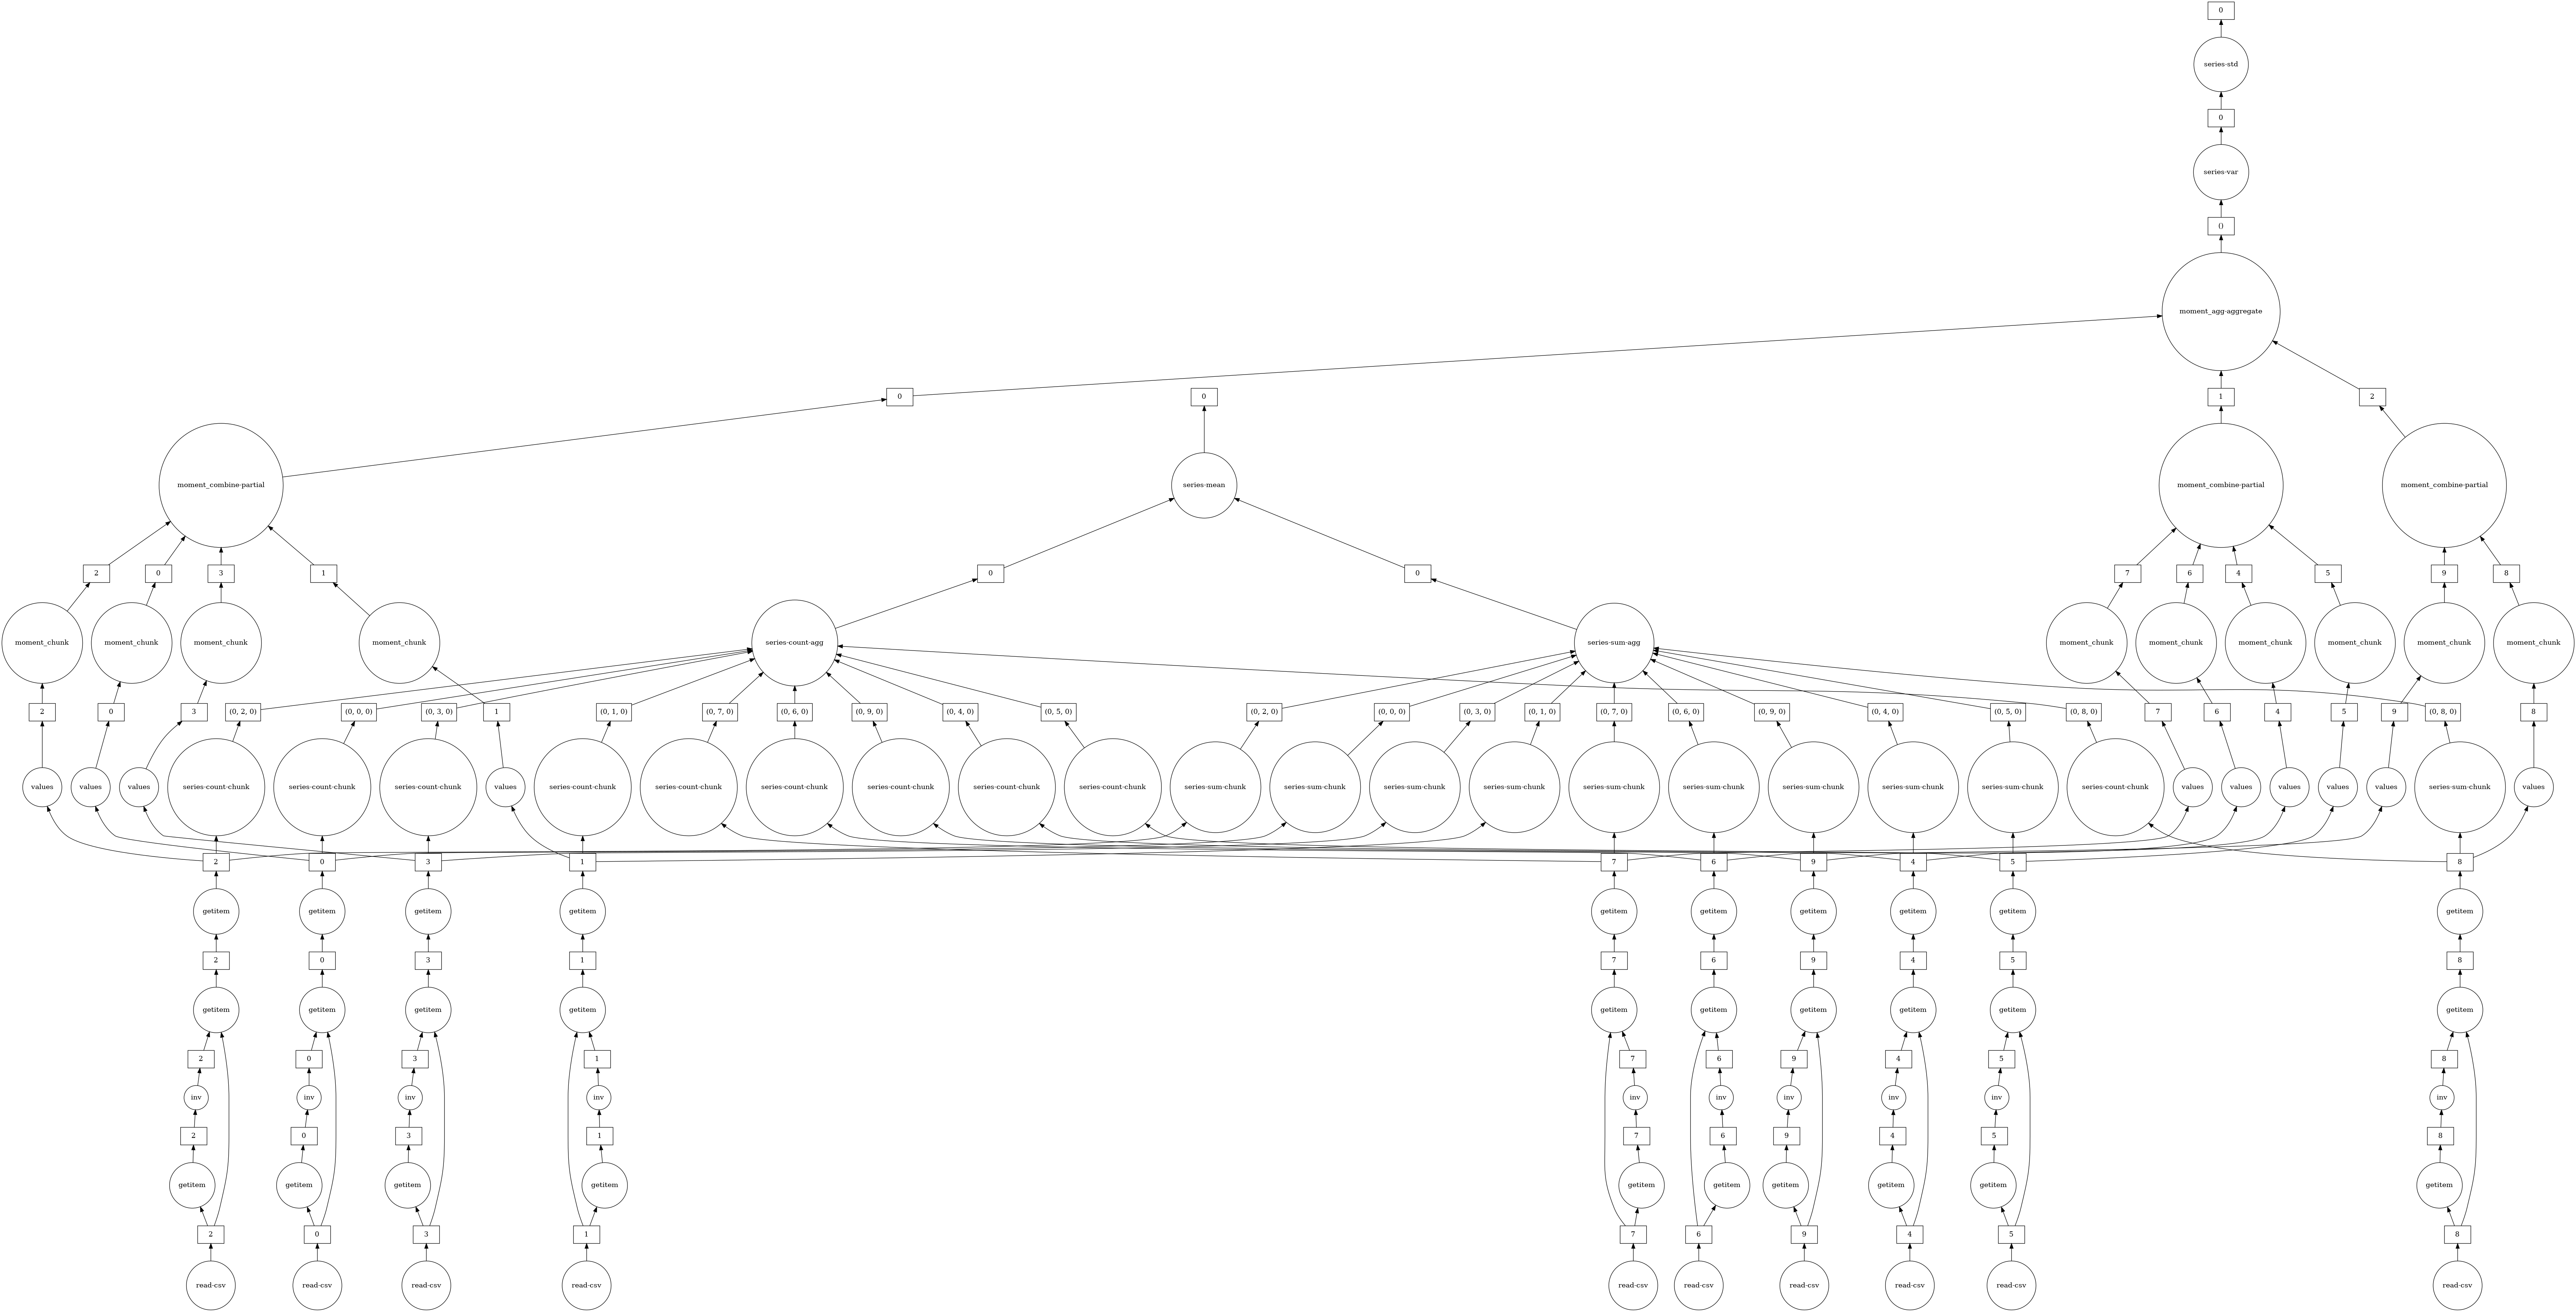 0
series-std
0
series-var
0
moment_agg-aggregate
0 0 1 2
moment_combine-partial series-mean moment_combine-partial moment_combine-partial
2 0 3 1 0 0 7 6 4 5 9 8
moment_chunk moment_chunk moment_chunk moment_chunk series-count-agg series-sum-agg moment_chunk moment_chunk moment_chunk moment_chunk moment_chunk moment_chunk
2 0 3 (0, 2, 0) (0, 0, 0) (0, 3, 0) 1 (0, 1, 0) (0, 7, 0) (0, 6, 0) (0, 9, 0) (0, 4, 0) (0, 5, 0) (0, 2, 0) (0, 0, 0) (0, 3, 0) (0, 1, 0) (0, 7, 0) (0, 6, 0) (0, 9, 0) (0, 4, 0) (0, 5, 0) (0, 8, 0) 7 6 4 5 9 (0, 8, 0) 8
values values values series-count-chunk series-count-chunk series-count-chunk values series-count-chunk series-count-chunk series-count-chunk series-count-chunk series-count-chunk series-count-chunk series-sum-chunk series-sum-chunk series-sum-chunk series-sum-chunk series-sum-chunk series-sum-chunk series-sum-chunk series-sum-chunk series-sum-chunk series-count-chunk values values values values values series-sum-chunk values
2 0 3 1 7 6 9 4 5 8
getitem getitem getitem getitem getitem getitem getitem getitem getitem getitem
2 0 3 1 7 6 9 4 5 8
getitem getitem getitem getitem getitem getitem getitem getitem getitem getitem
2 0 3 1 7 6 9 4 5 8
inv inv inv inv inv inv inv inv inv inv
2 0 3 1 7 6 9 4 5 8
getitem getitem getitem getitem getitem getitem getitem getitem getitem getitem
2 0 3 1 7 6 9 4 5 8
read-csv read-csv read-csv read-csv read-csv read-csv read-csv read-csv read-csv read-csv